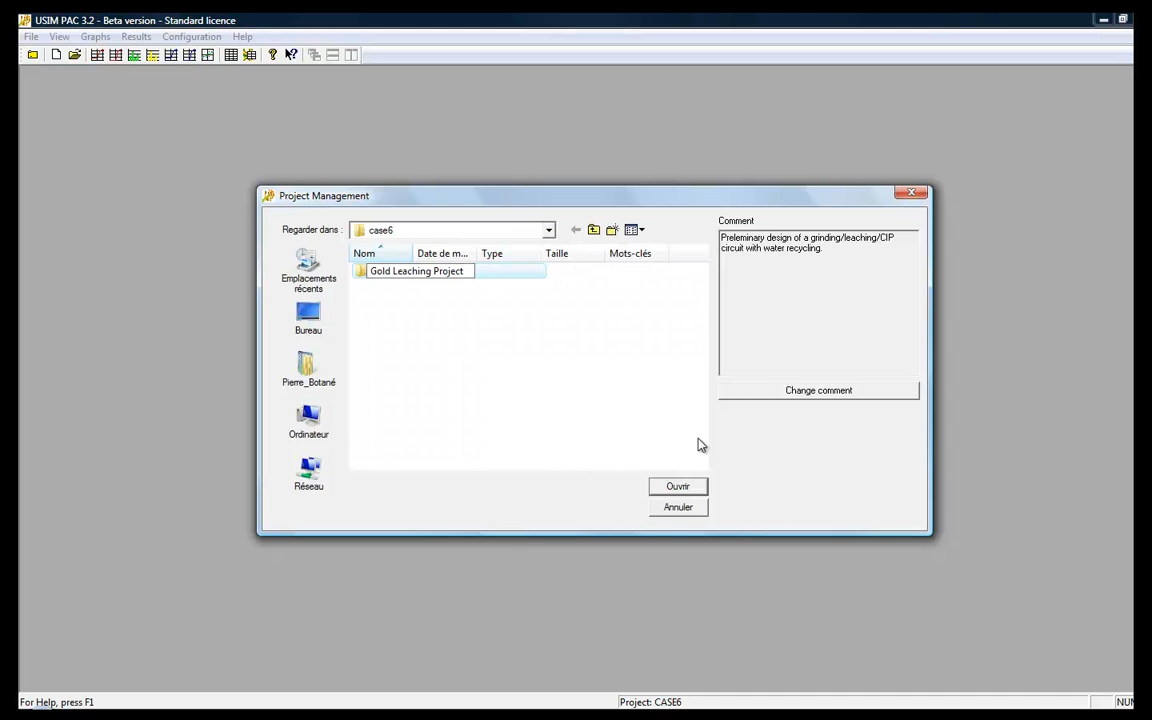 USIM PAC 3.2 - Beta version - Standard licence
File View Graphs Results Configuration Help
Project Management
Regarder dans : case6
Comment
Preleminary design of a grinding/leaching/CIP
circuit with water recycling.
Nom Date de m... Type Taille Mots-clés
Gold Leaching Project
Emplacements
récents
Bureau
Pierre_Botané
Ordinateur
Réseau
Change comment
Ouvrir
Annuler
For Help, press F1 Project: CASE6 NUM